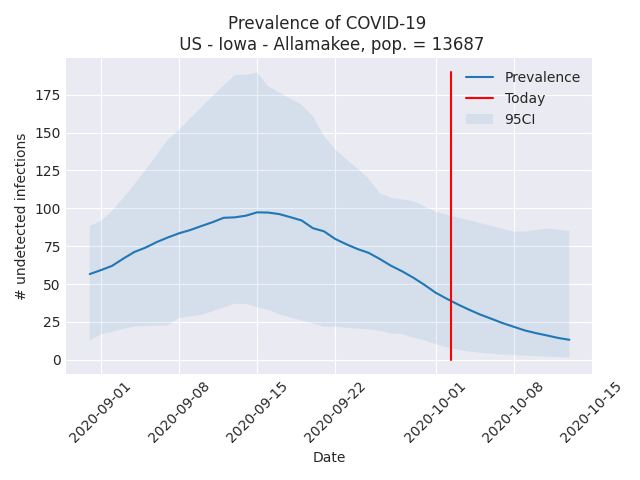 Prevalence of COVID-19
US - Iowa - Allamakee, pop. = 13687
Prevalence
Today
95CI
# undetected infections
175
150
125
100
75
50
25
0
2020-09-01
2020-09-08
2020-09-15
2020-09-22
2020-10-01
2020-10-08
2020-10-15
Date